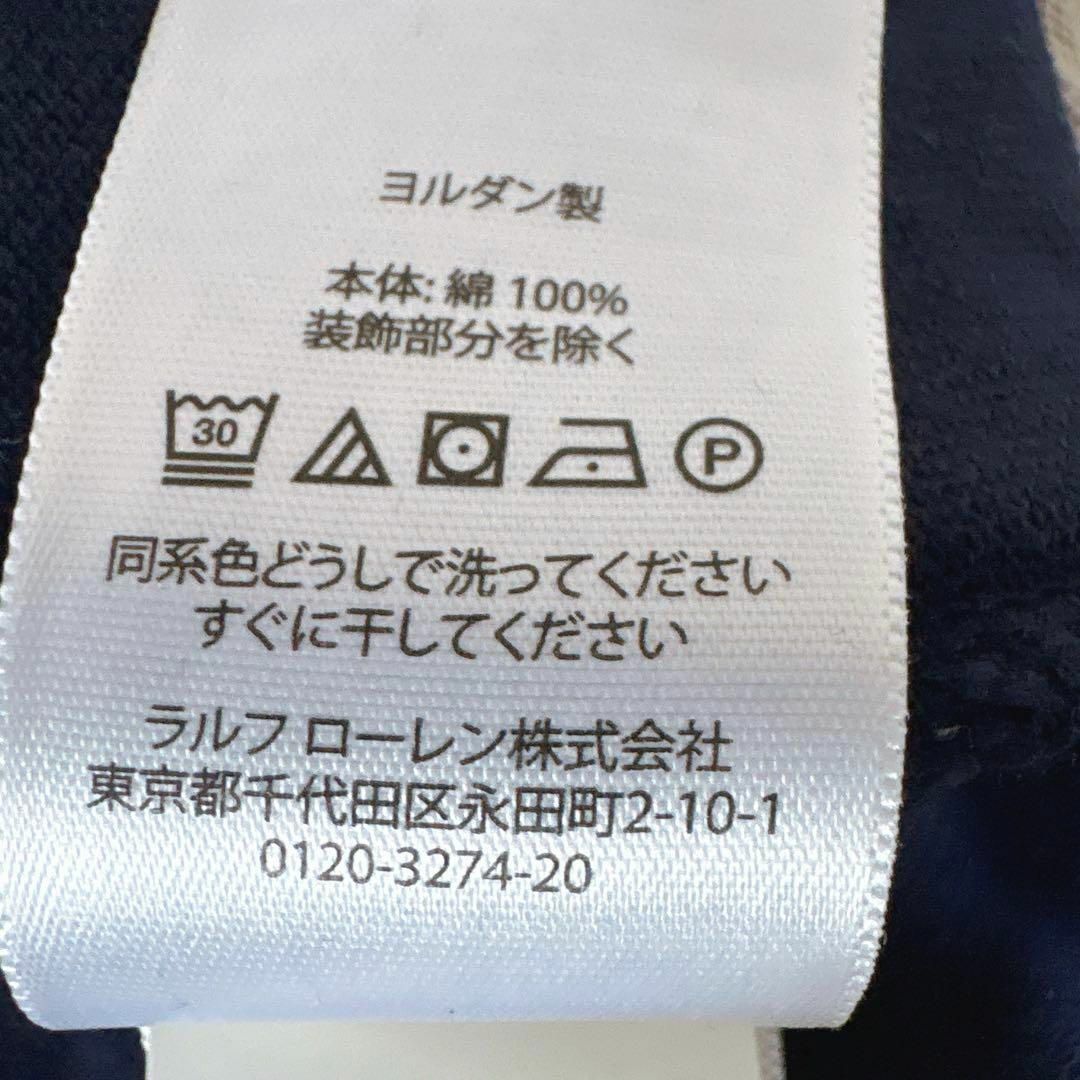 ヨルダン製
本体: 綿 100%
装飾部分を除く
30 P
同系色どうしで洗ってください
すぐに干してください
ラルフ ローレン株式会社
東京都千代田区永田町2-10-1
0120-3274-20